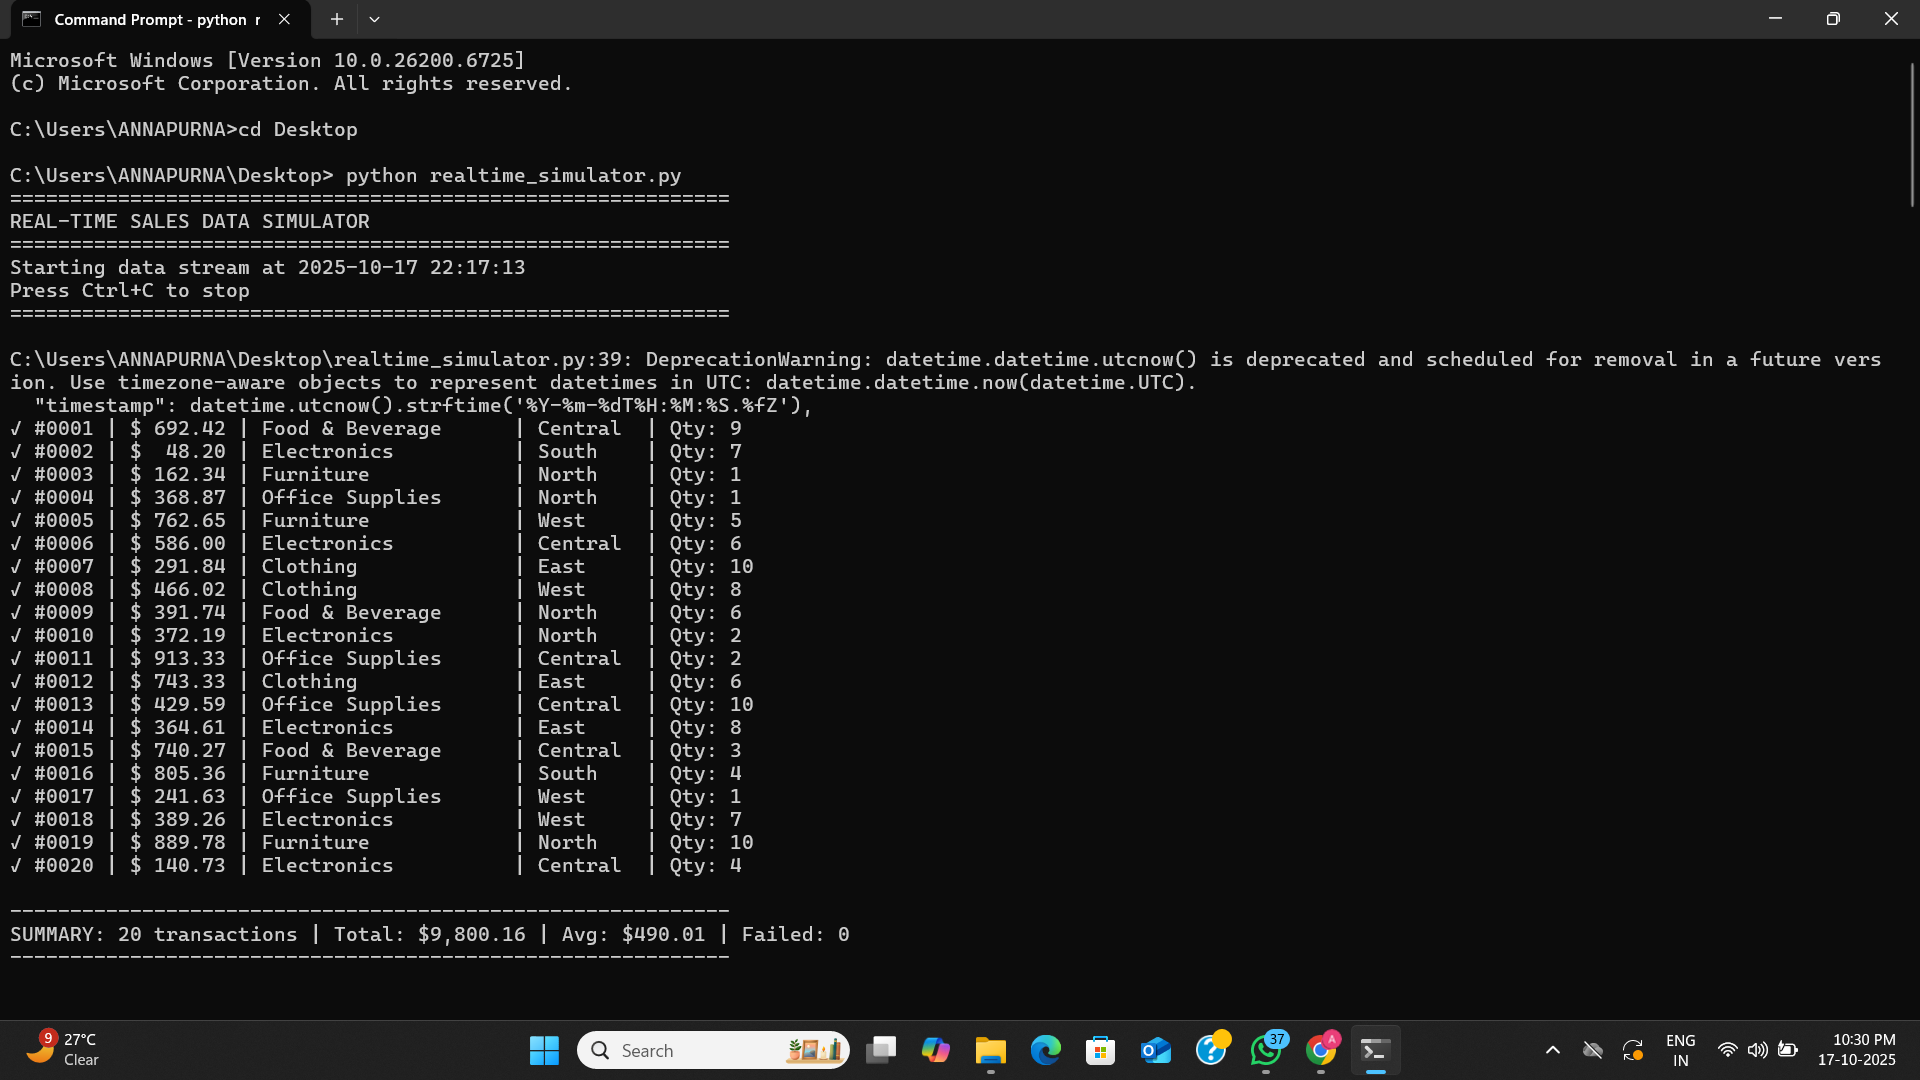 Command Prompt - python r
Microsoft Windows [Version 10.0.26200.6725]
(c) Microsoft Corporation. All rights reserved.
C:\Users\ANNAPURNA>cd Desktop
C:\Users\ANNAPURNA\Desktop> python realtime_simulator.py
============================================================
REAL-TIME SALES DATA SIMULATOR
============================================================
Starting data stream at 2025-10-17 22:17:13
Press Ctrl+C to stop
============================================================
C:\Users\ANNAPURNA\Desktop\realtime_simulator.py:39: DeprecationWarning: datetime.datetime.utcnow() is deprecated and scheduled for removal in a future vers
ion. Use timezone-aware objects to represent datetimes in UTC: datetime.datetime.now(datetime.UTC).
  "timestamp": datetime.utcnow().strftime('%Y-%m-%dT%H:%M:%S.%fZ'),
√ #0001 | $ 692.42 | Food & Beverage      | Central  | Qty: 9
√ #0002 | $  48.20 | Electronics          | South    | Qty: 7
√ #0003 | $ 162.34 | Furniture            | North    | Qty: 1
√ #0004 | $ 368.87 | Office Supplies      | North    | Qty: 1
√ #0005 | $ 762.65 | Furniture            | West     | Qty: 5
√ #0006 | $ 586.00 | Electronics          | Central  | Qty: 6
√ #0007 | $ 291.84 | Clothing             | East     | Qty: 10
√ #0008 | $ 466.02 | Clothing             | West     | Qty: 8
√ #0009 | $ 391.74 | Food & Beverage      | North    | Qty: 6
√ #0010 | $ 372.19 | Electronics          | North    | Qty: 2
√ #0011 | $ 913.33 | Office Supplies      | Central  | Qty: 2
√ #0012 | $ 743.33 | Clothing             | East     | Qty: 6
√ #0013 | $ 429.59 | Office Supplies      | Central  | Qty: 10
√ #0014 | $ 364.61 | Electronics          | East     | Qty: 8
√ #0015 | $ 740.27 | Food & Beverage      | Central  | Qty: 3
√ #0016 | $ 805.36 | Furniture            | South    | Qty: 4
√ #0017 | $ 241.63 | Office Supplies      | West     | Qty: 1
√ #0018 | $ 389.26 | Electronics          | West     | Qty: 7
√ #0019 | $ 889.78 | Furniture            | North    | Qty: 10
√ #0020 | $ 140.73 | Electronics          | Central  | Qty: 4
------------------------------------------------------------
SUMMARY: 20 transactions | Total: $9,800.16 | Avg: $490.01 | Failed: 0
------------------------------------------------------------
9
27°C
Clear
Search
37
A
ENG
IN
10:30 PM
17-10-2025